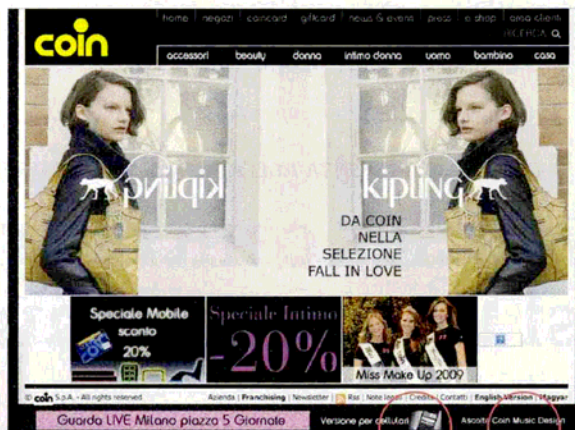 coin
home negozi coincard giftcard news & eventi press e-shop area clienti
RICERCA
accessori beauty donna intimo donna uomo bambino casa
kipling
kipling
DA COIN
NELLA
SELEZIONE
FALL IN LOVE
Speciale Mobile
sconto
20%
Speciale Intimo
-20%
Miss Make Up 2009
© coin S.p.A. - All rights reserved
Azienda | Franchising | Newsletter | Rss | Note legali | Credits | Contatti | English Version | Magyar
Guarda LIVE Milano piazza 5 Giornate
Versione per cellulari
Ascolta Coin Music Design